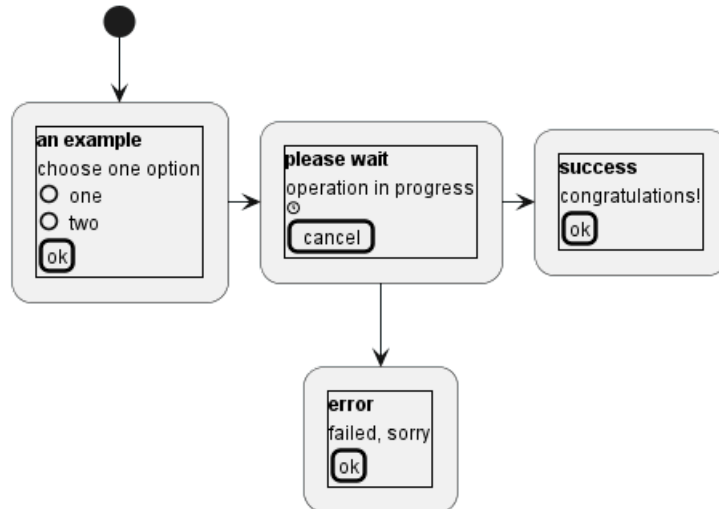 an example
choose one option
one
two
ok
please wait
operation in progress
cancel
success
congratulations!
ok
error
failed, sorry
ok